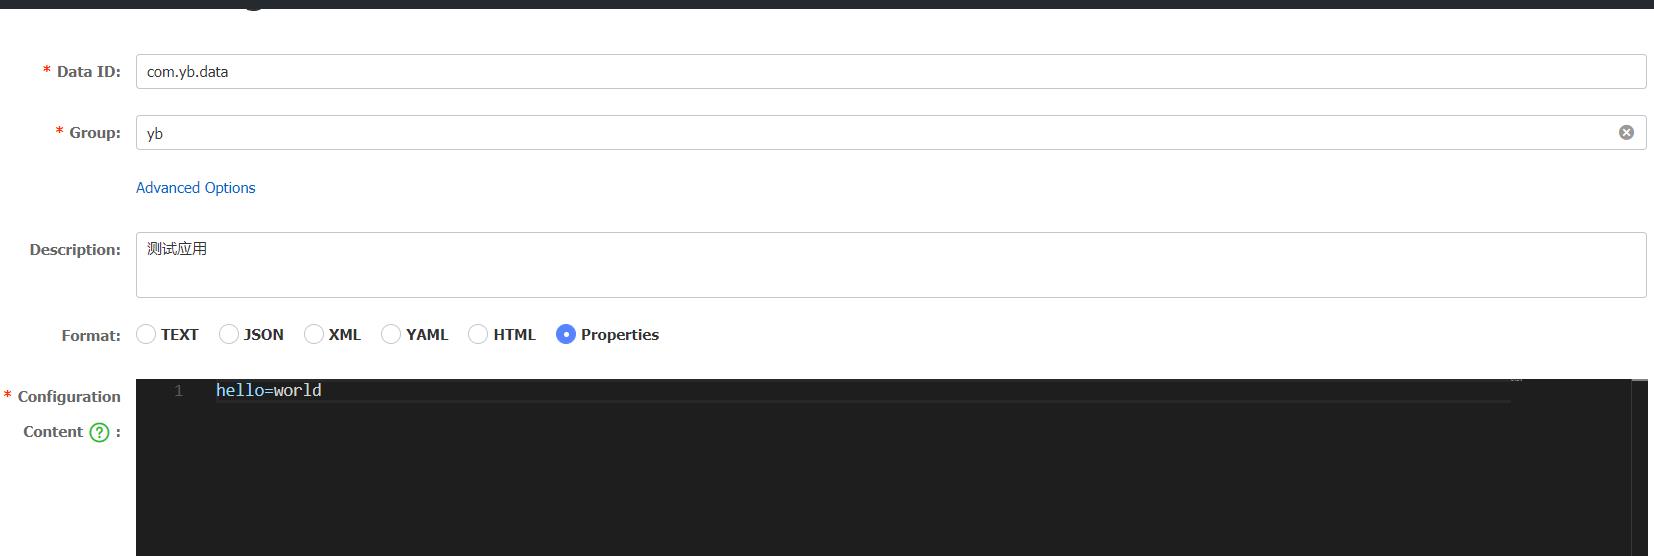 * Data ID: com.yb.data
* Group: yb
Advanced Options
Description: 测试应用
Format: TEXT JSON XML YAML HTML Properties
* Configuration
Content ? :
1 hello=world